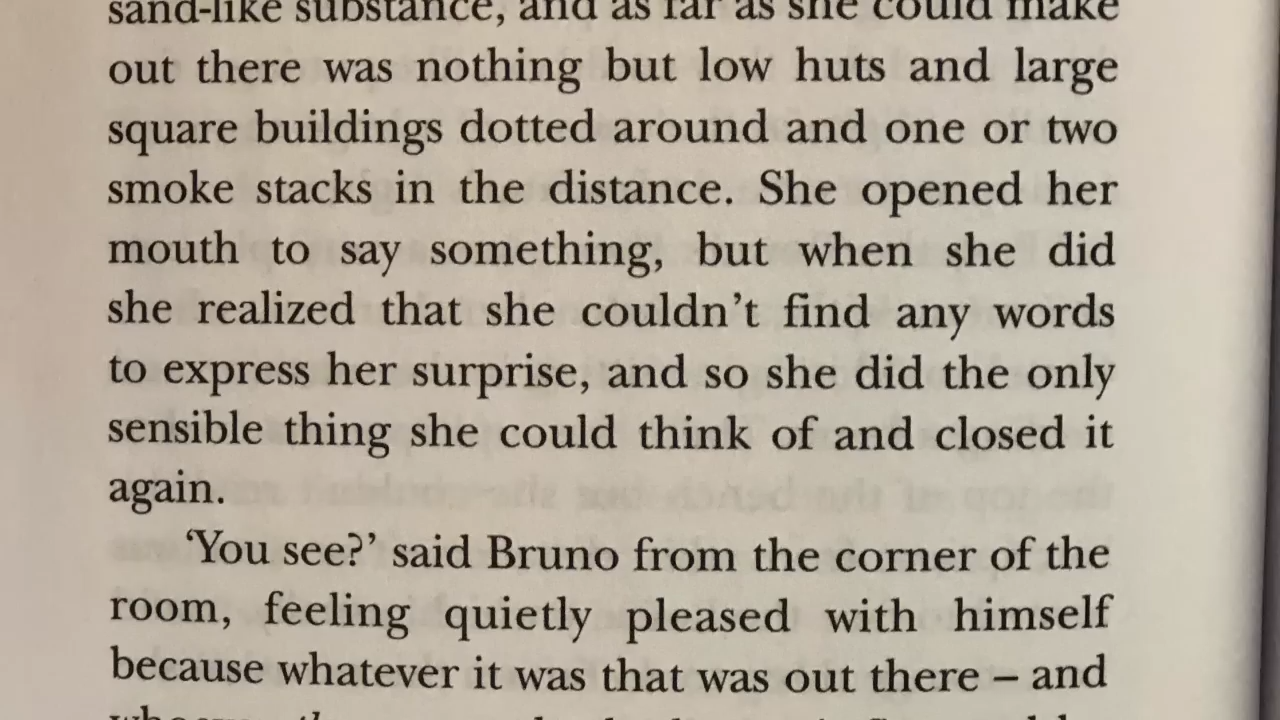 sand-like substance, and as far as she could make
out there was nothing but low huts and large
square buildings dotted around and one or two
smoke stacks in the distance. She opened her
mouth to say something, but when she did
she realized that she couldn’t find any words
to express her surprise, and so she did the only
sensible thing she could think of and closed it
again.
‘You see?’ said Bruno from the corner of the
room, feeling quietly pleased with himself
because whatever it was that was out there – and